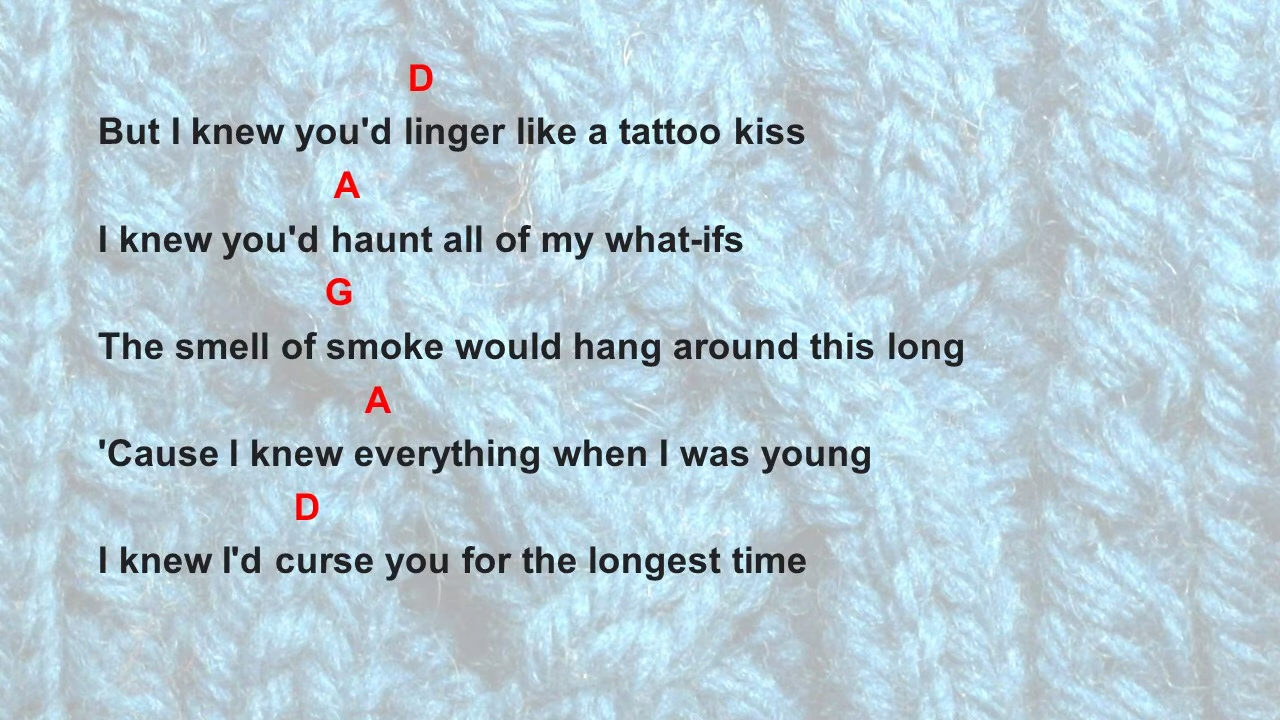 D
But I knew you'd linger like a tattoo kiss
A
I knew you'd haunt all of my what-ifs
G
The smell of smoke would hang around this long
A
'Cause I knew everything when I was young
D
I knew I'd curse you for the longest time